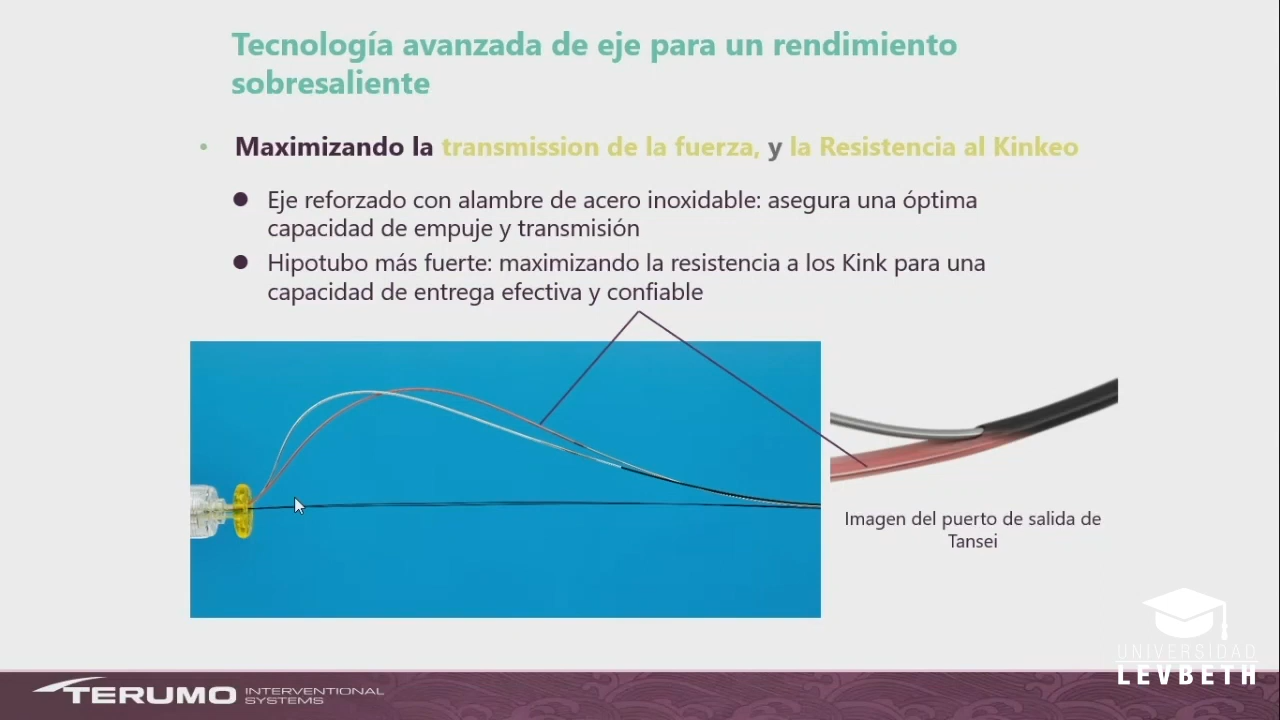 Tecnología avanzada de eje para un rendimiento
sobresaliente
• Maximizando la transmission de la fuerza, y la Resistencia al Kinkeo
● Eje reforzado con alambre de acero inoxidable: asegura una óptima
capacidad de empuje y transmisión
● Hipotubo más fuerte: maximizando la resistencia a los Kink para una
capacidad de entrega efectiva y confiable
Imagen del puerto de salida de
Tansei
UNIVERSIDAD
LEVBETH
TERUMO INTERVENTIONAL
SYSTEMS